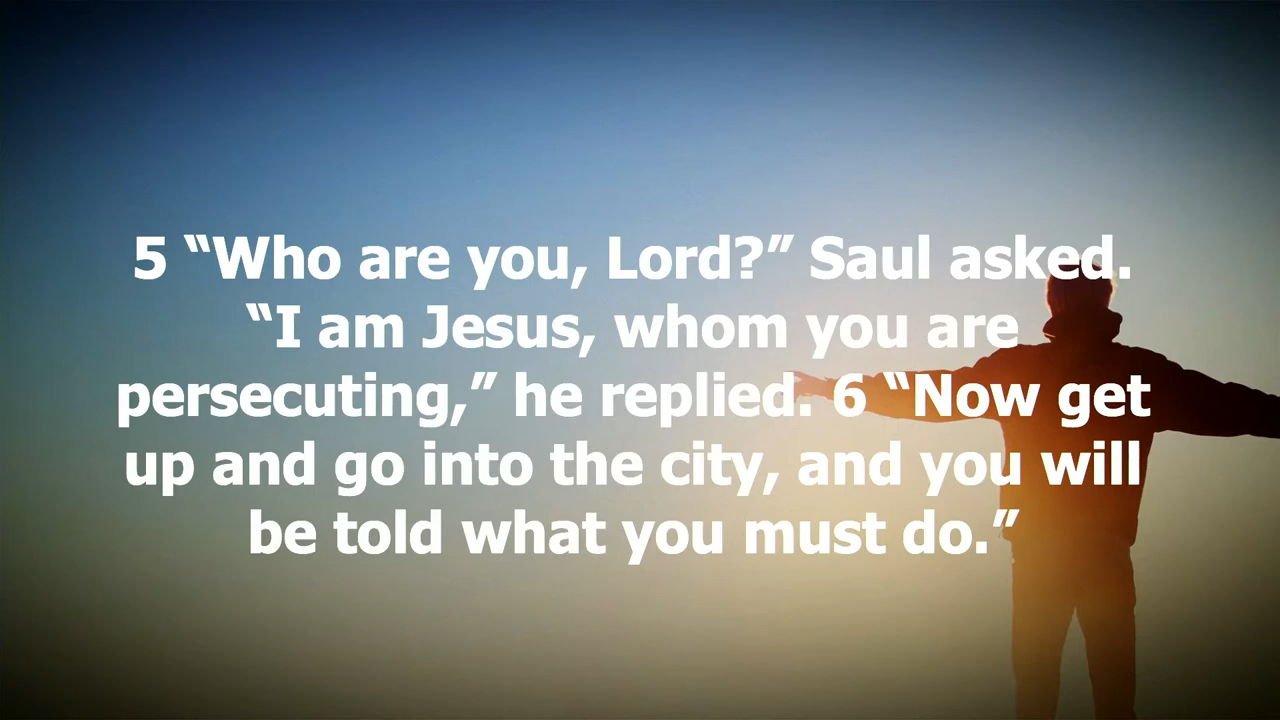 5 “Who are you, Lord?” Saul asked.
“I am Jesus, whom you are
persecuting,” he replied. 6 “Now get
up and go into the city, and you will
be told what you must do.”